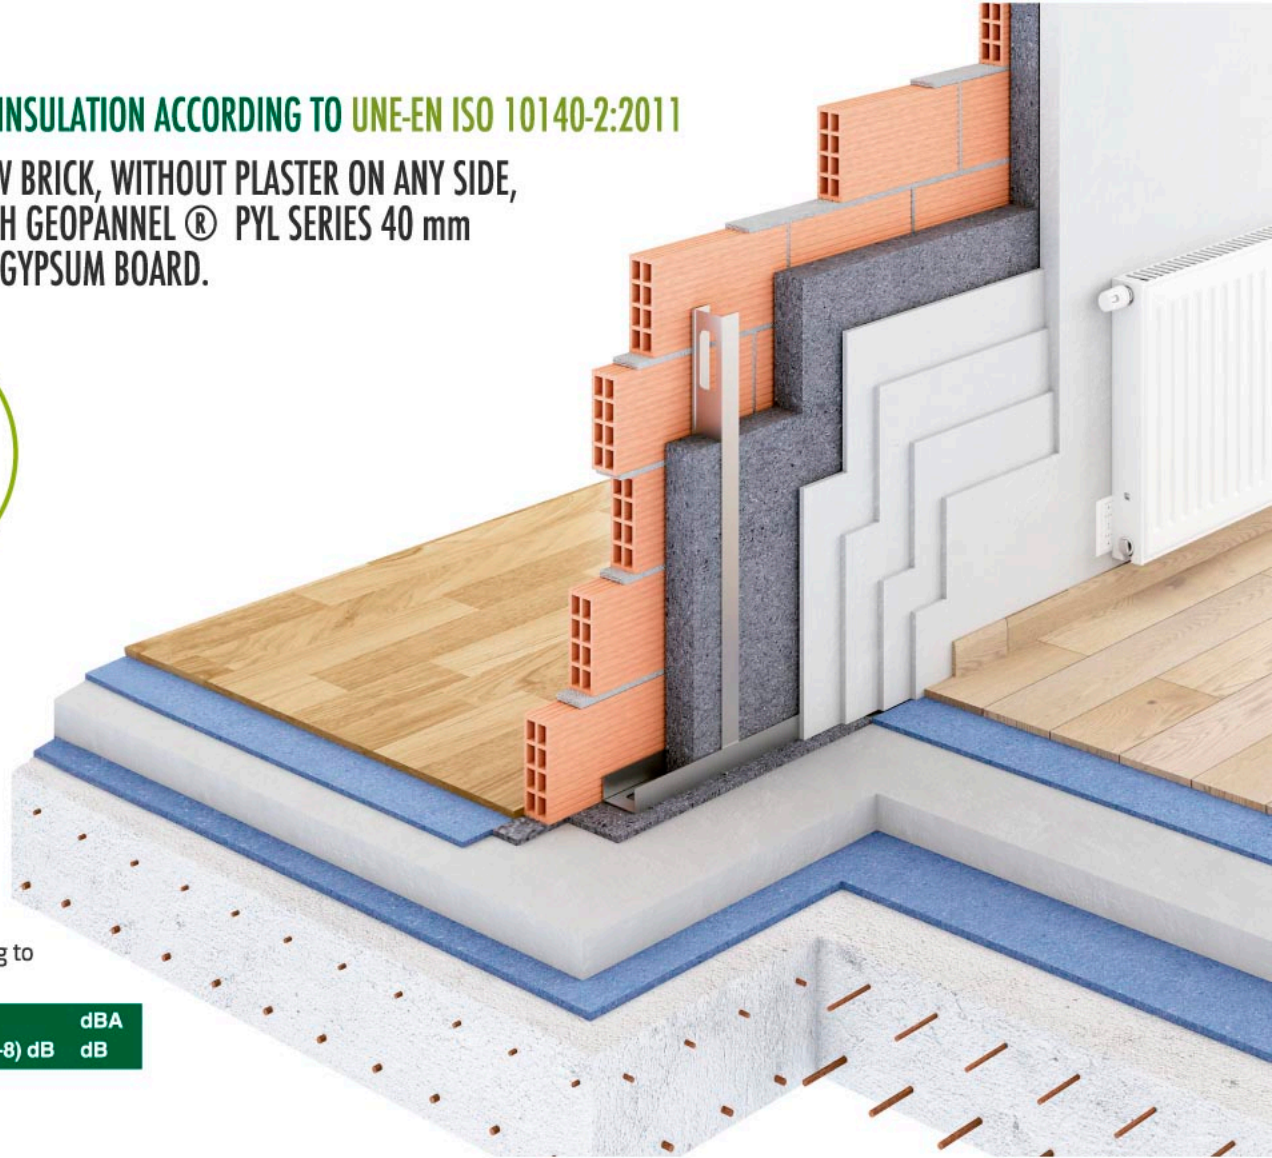 INSULATION ACCORDING TO UNE-EN ISO 10140-2:2011
W BRICK, WITHOUT PLASTER ON ANY SIDE,
H GEOPANNEL ® PYL SERIES 40 mm
GYPSUM BOARD.
g to
dBA
-8) dB dB